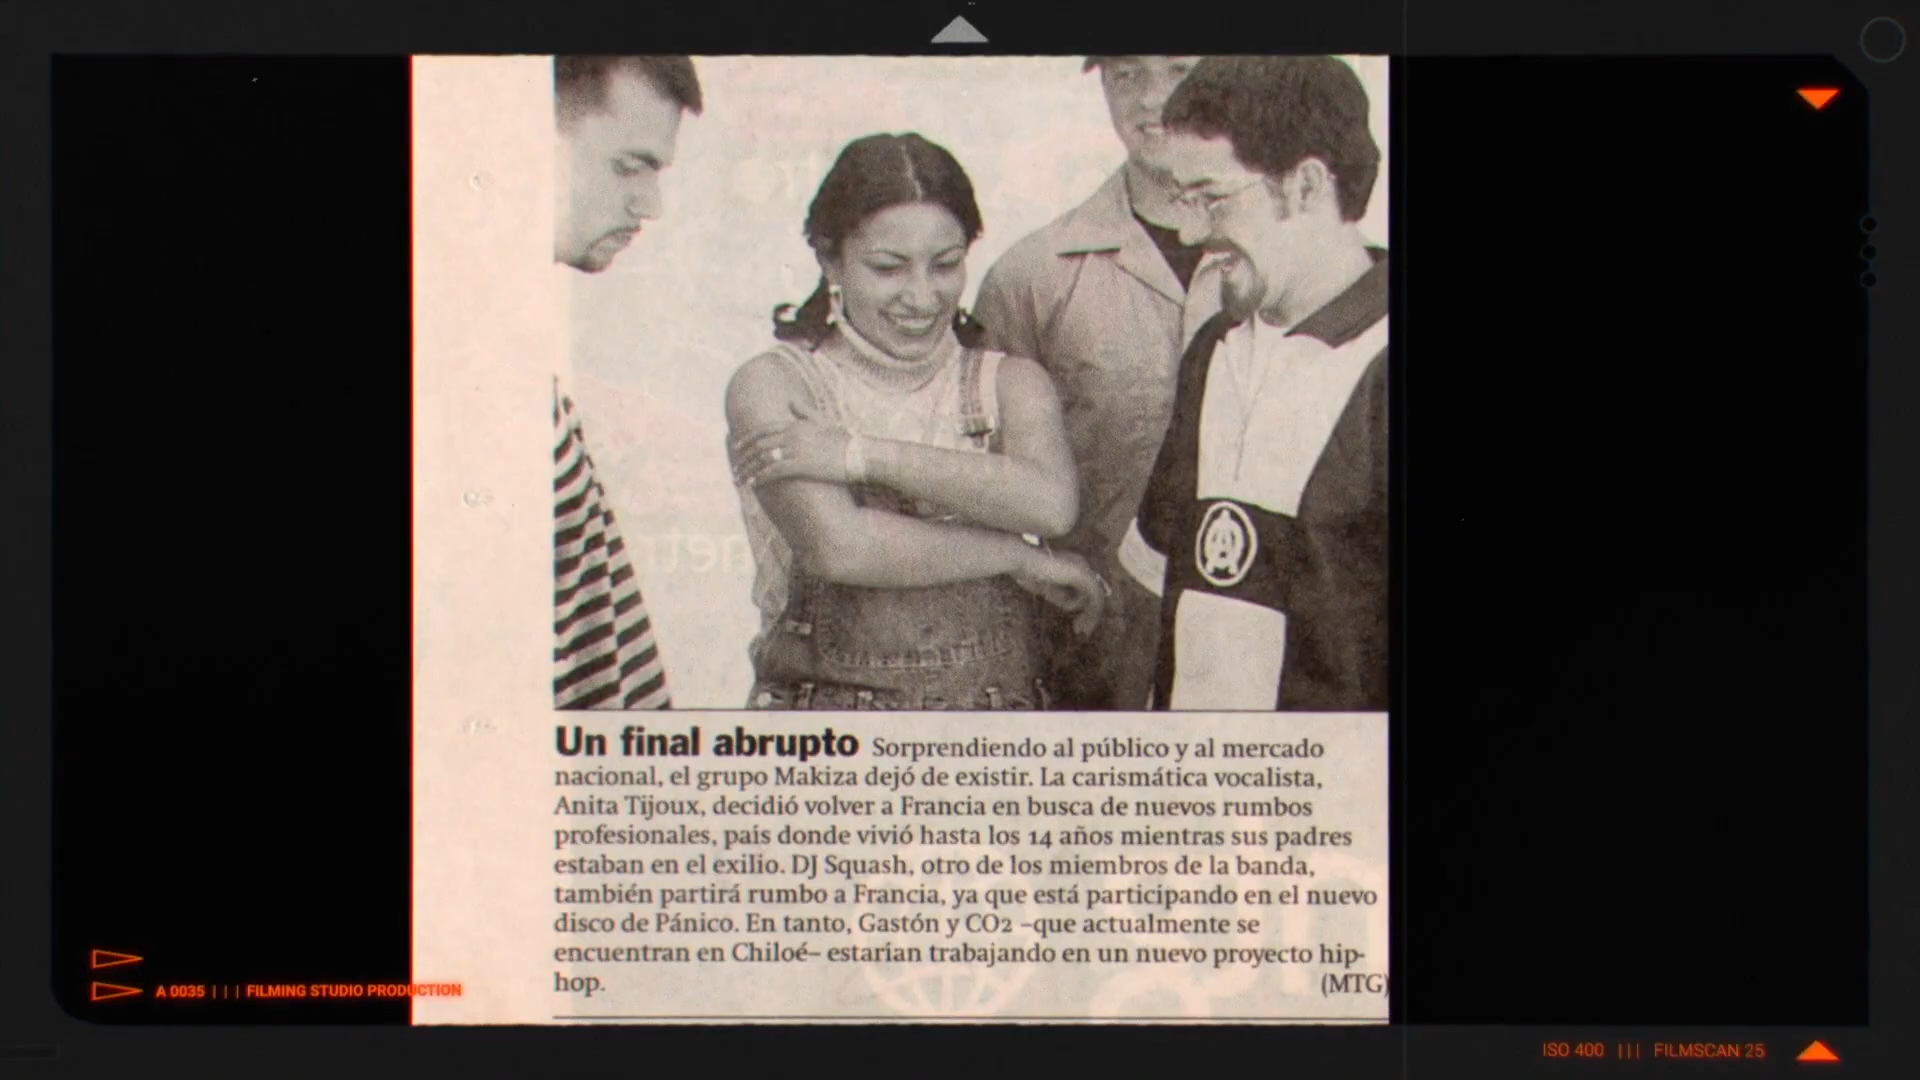 Un final abrupto Sorprendiendo al público y al mercado
nacional, el grupo Makiza dejó de existir. La carismática vocalista,
Anita Tijoux, decidió volver a Francia en busca de nuevos rumbos
profesionales, país donde vivió hasta los 14 años mientras sus padres
estaban en el exilio. DJ Squash, otro de los miembros de la banda,
también partirá rumbo a Francia, ya que está participando en el nuevo
disco de Pánico. En tanto, Gastón y CO2 –que actualmente se
encuentran en Chiloé– estarían trabajando en un nuevo proyecto hip-
hop. (MTG)
A 0035 | | | FILMING STUDIO PRODUCTION
ISO 400 | | | FILMSCAN 25